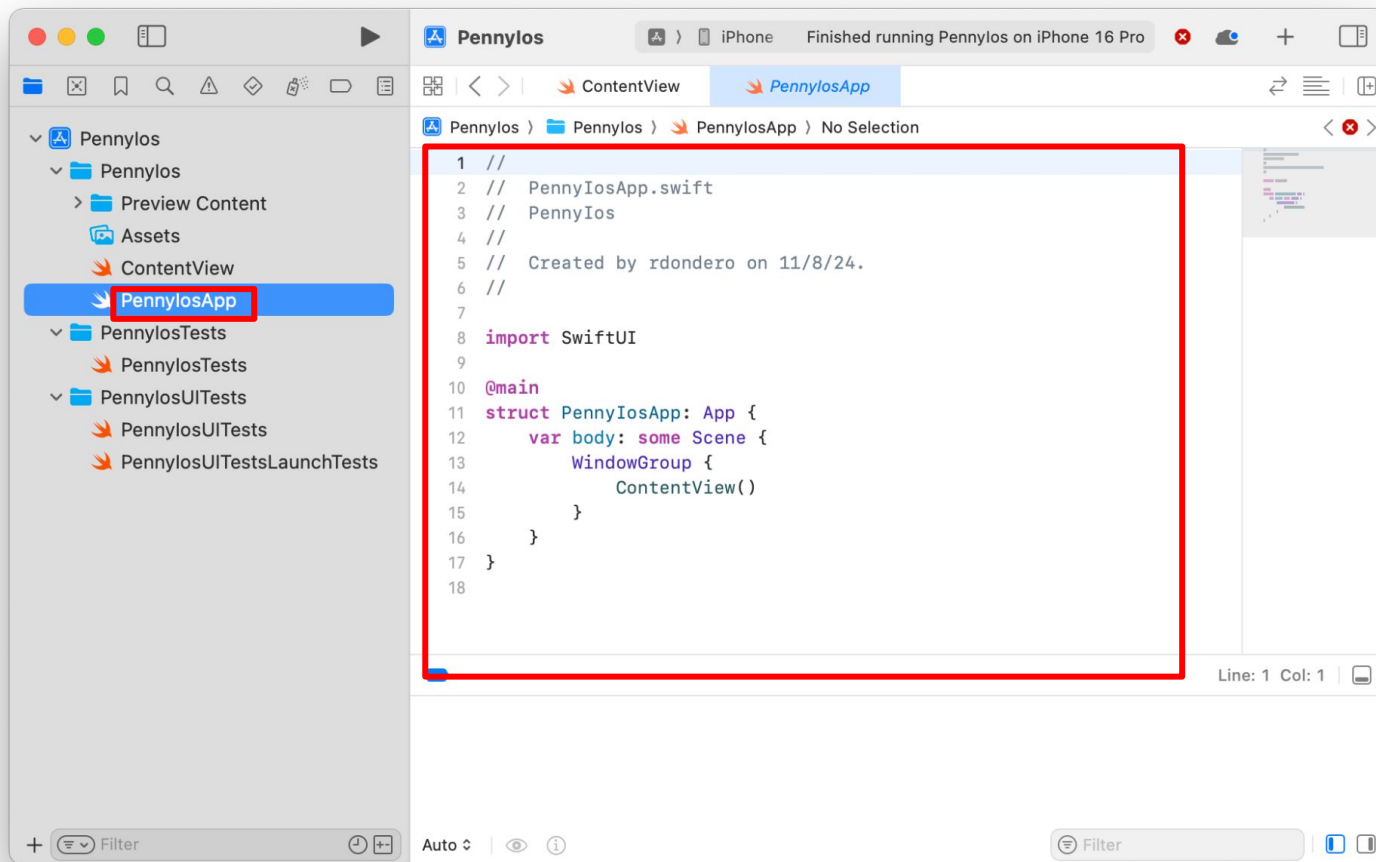 PennyIos
iPhone
Finished running PennyIos on iPhone 16 Pro
ContentView
PennyIosApp
PennyIos
PennyIos
PennyIosApp
No Selection
PennyIos
PennyIos
Preview Content
Assets
ContentView
PennyIosApp
PennyIosTests
PennyIosTests
PennyIosUITests
PennyIosUITests
PennyIosUITestsLaunchTests
1 //
2 //  PennyIosApp.swift
3 //  PennyIos
4 //
5 //  Created by rdondero on 11/8/24.
6 //
7
8 import SwiftUI
9
10 @main
11 struct PennyIosApp: App {
12     var body: some Scene {
13         WindowGroup {
14             ContentView()
15         }
16     }
17 }
18
Line: 1 Col: 1
Filter
Auto
Filter